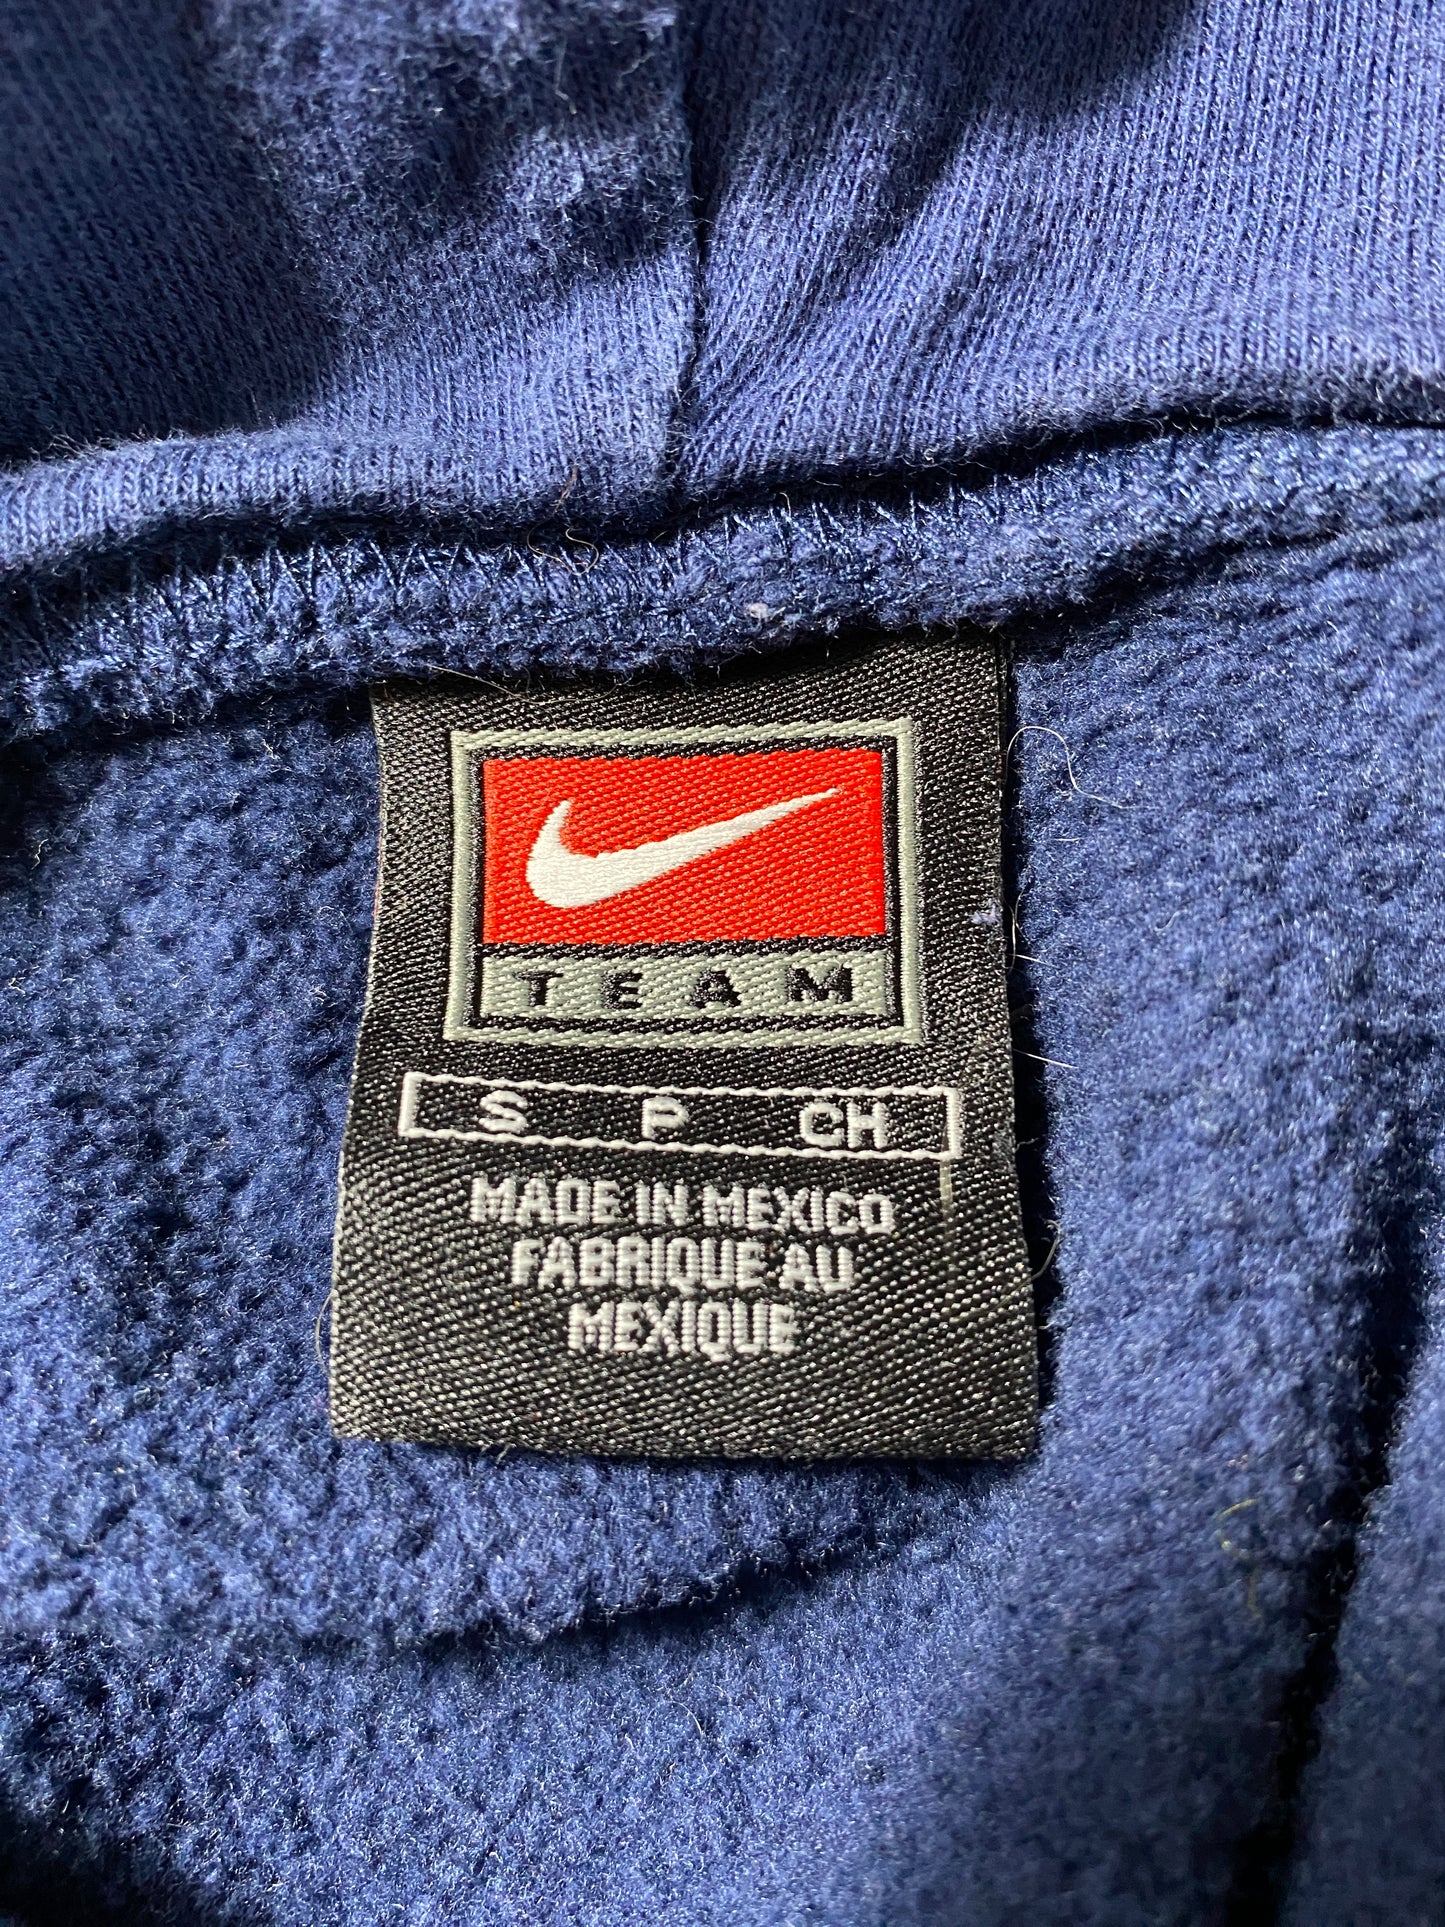 TEAM
S P CH
MADE IN MEXICO
FABRIQUE AU
MEXIQUE